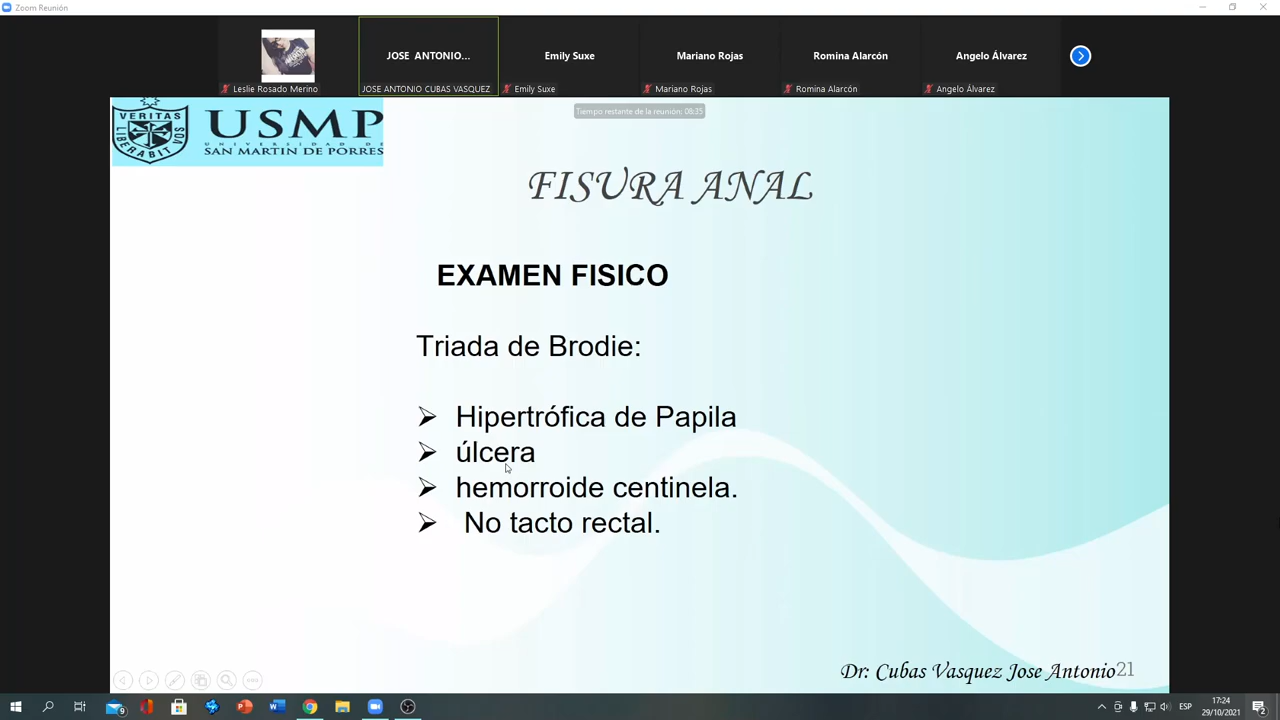 Zoom Reunión
JOSE ANTONIO...
Emily Suxe
Mariano Rojas
Romina Alarcón
Angelo Álvarez
Leslie Rosado Merino
JOSE ANTONIO CUBAS VASQUEZ
Emily Suxe
Mariano Rojas
Romina Alarcón
Angelo Álvarez
Tiempo restante de la reunión: 09:35
VERITAS
LIBERABIT VOS
USMP
UNIVERSIDAD DE
SAN MARTIN DE PORRES
FISURA ANAL
EXAMEN FISICO
Triada de Brodie:
➢ Hipertrófica de Papila
➢ úlcera
➢ hemorroide centinela.
➢ No tacto rectal.
Dr: Cubas Vasquez Jose Antonio 21
ESP
17:24
29/10/2021